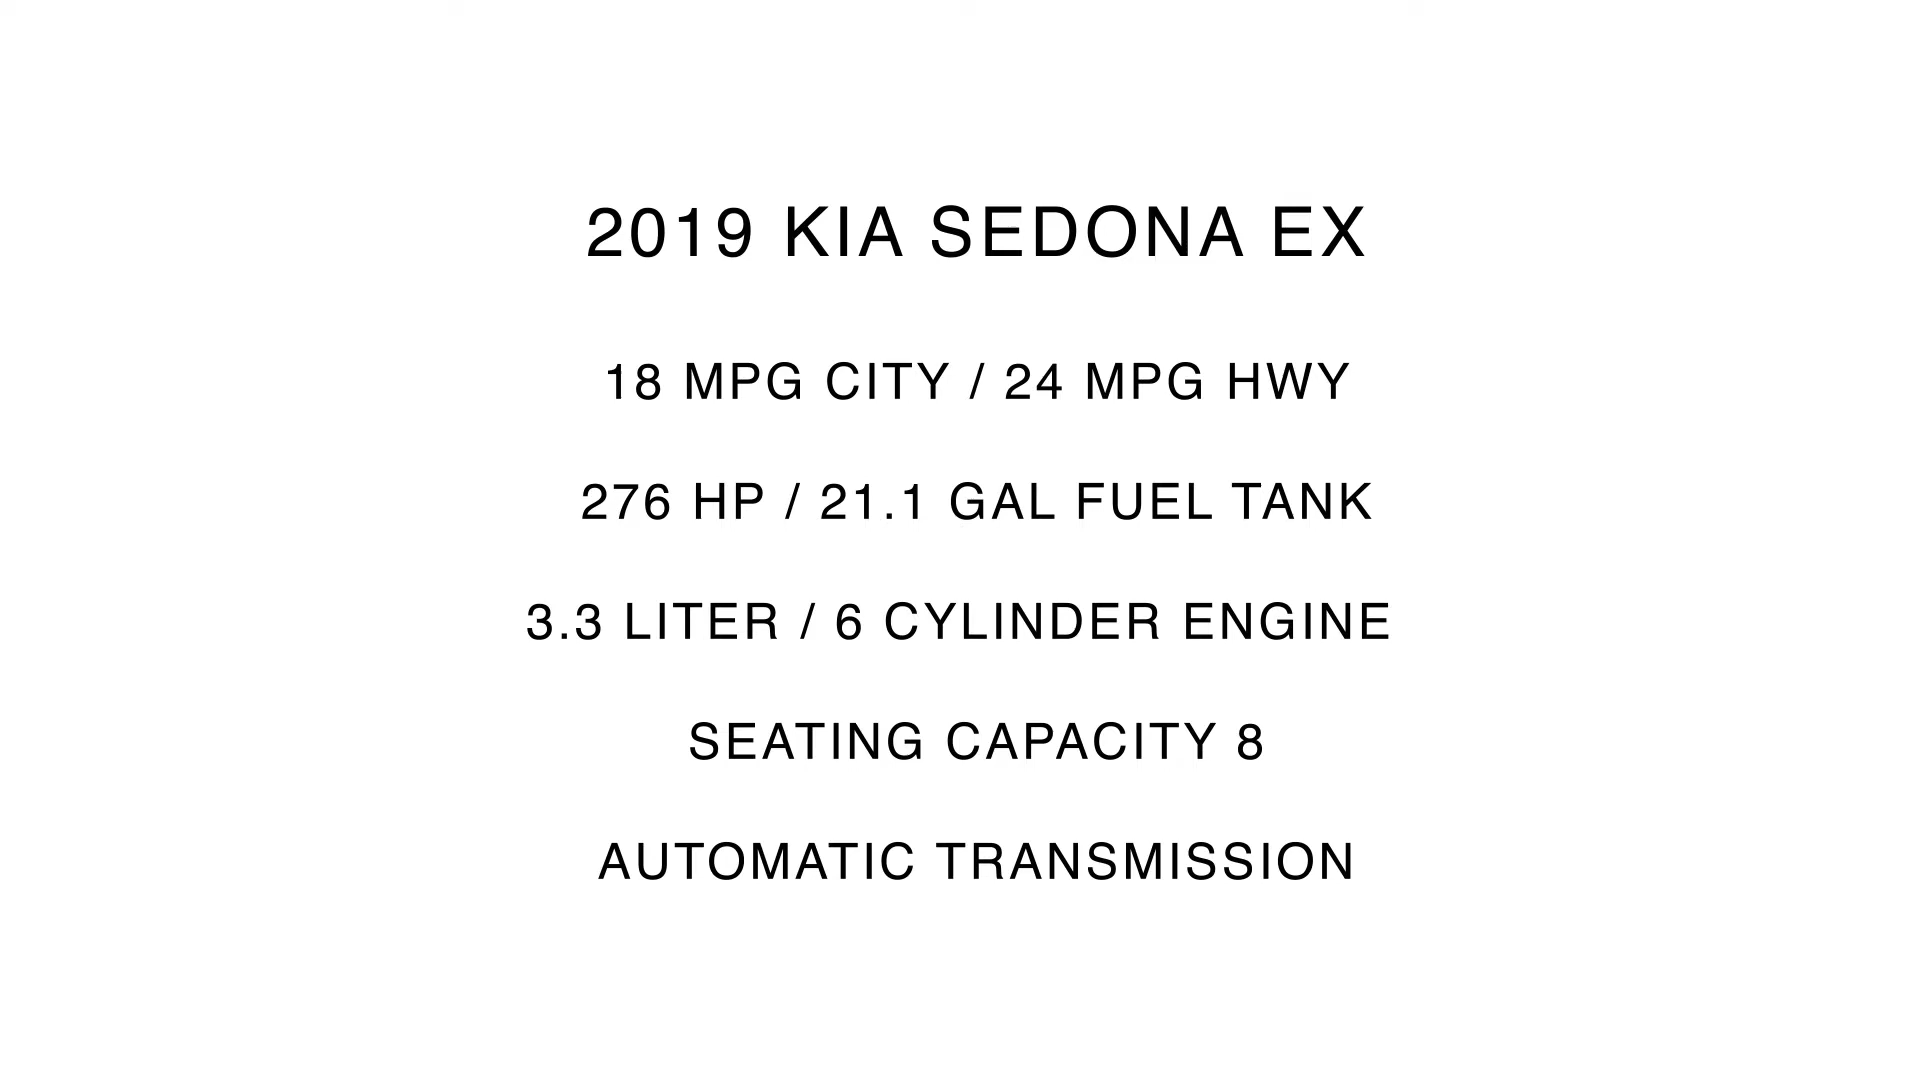 2019 KIA SEDONA EX
18 MPG CITY / 24 MPG HWY
276 HP / 21.1 GAL FUEL TANK
3.3 LITER / 6 CYLINDER ENGINE
SEATING CAPACITY 8
AUTOMATIC TRANSMISSION